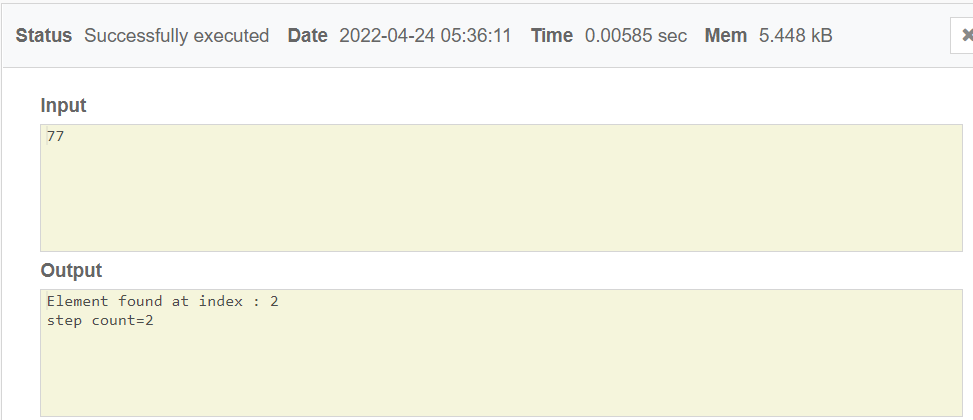 Status Successfully executed Date 2022-04-24 05:36:11 Time 0.00585 sec Mem 5.448 kB
Input
77
Output
Element found at index : 2
step count=2